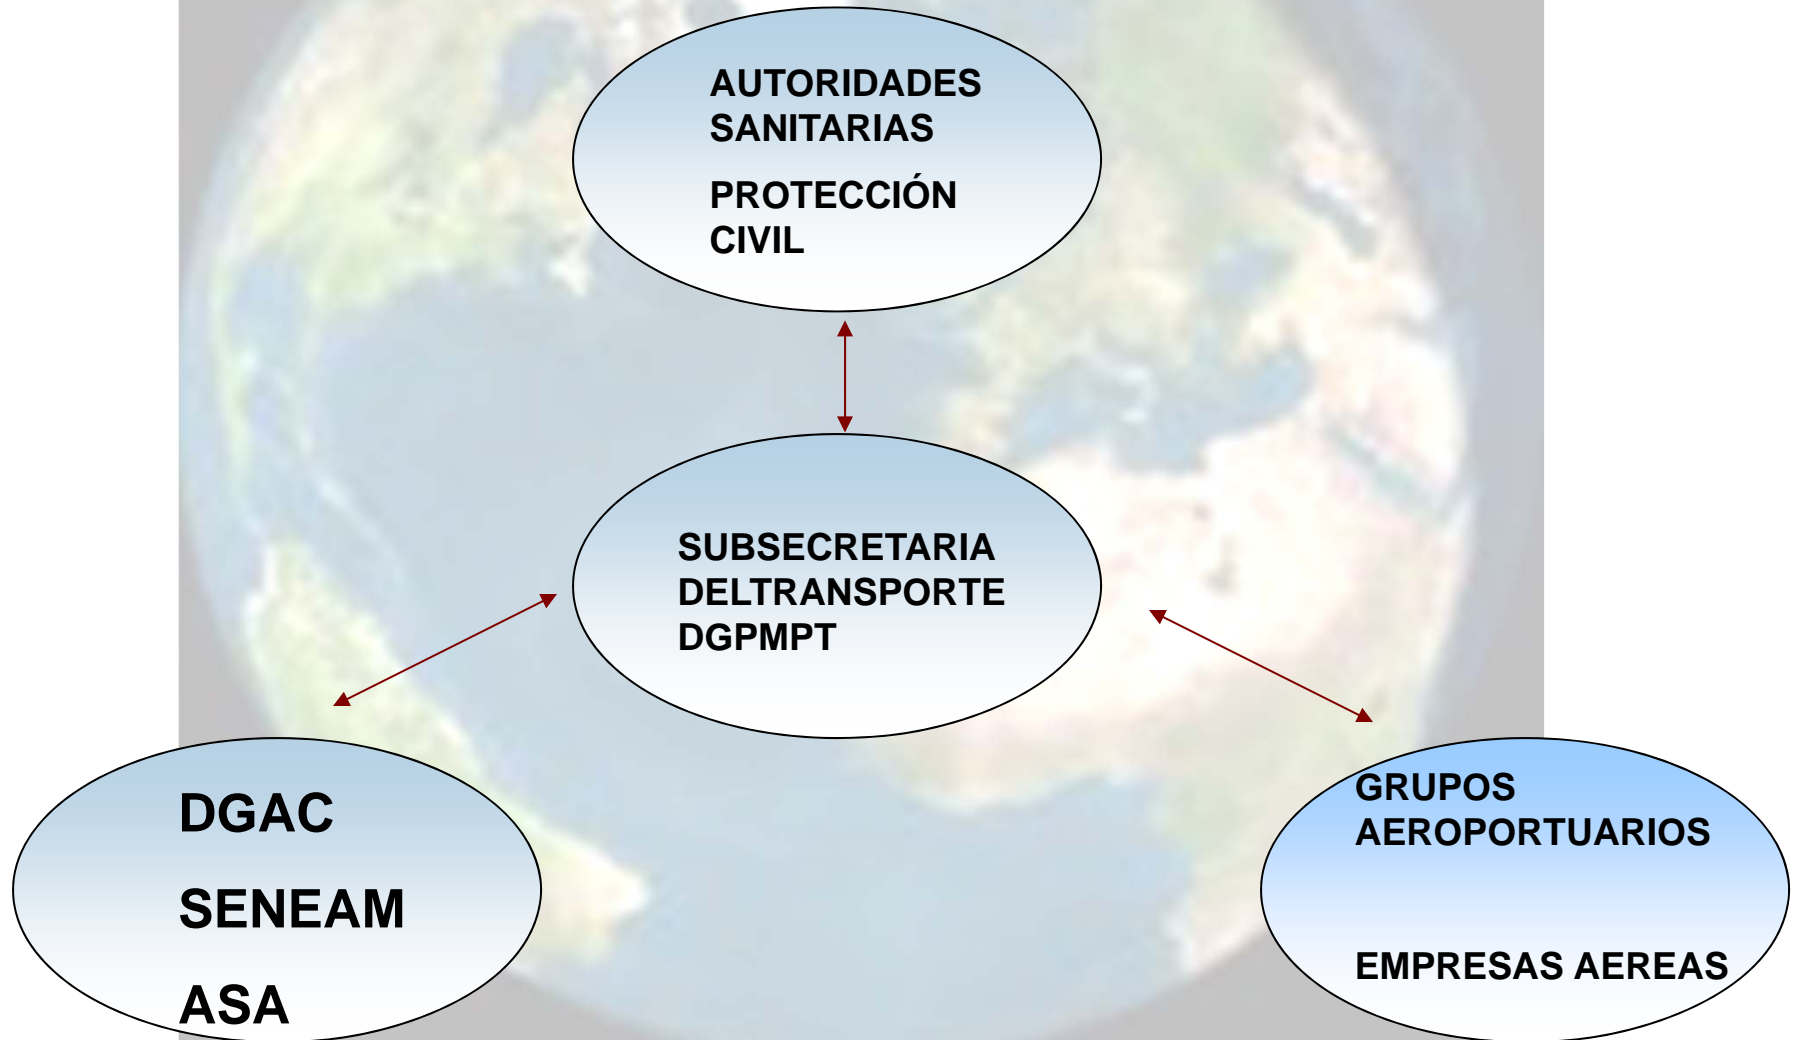 AUTORIDADES
SANITARIAS
PROTECCIÓN
CIVIL
SUBSECRETARIA
DELTRANSPORTE
DGPMPT
DGAC
SENEAM
ASA
GRUPOS
AEROPORTUARIOS
EMPRESAS AEREAS